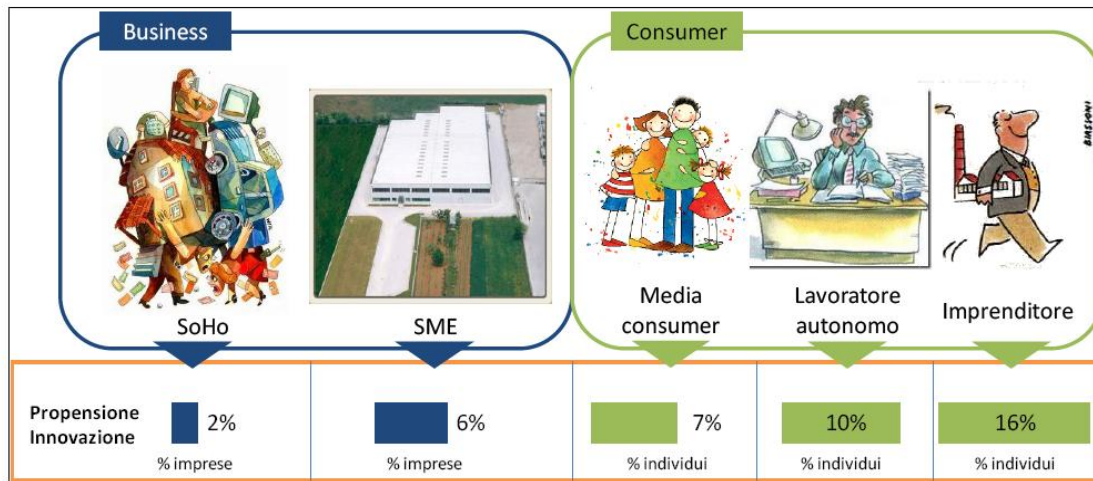 Business
Consumer
BIASSONI
SoHo
SME
Media
consumer
Lavoratore
autonomo
Imprenditore
Propensione
Innovazione
2%
6%
7%
10%
16%
% imprese
% imprese
% individui
% individui
% individui